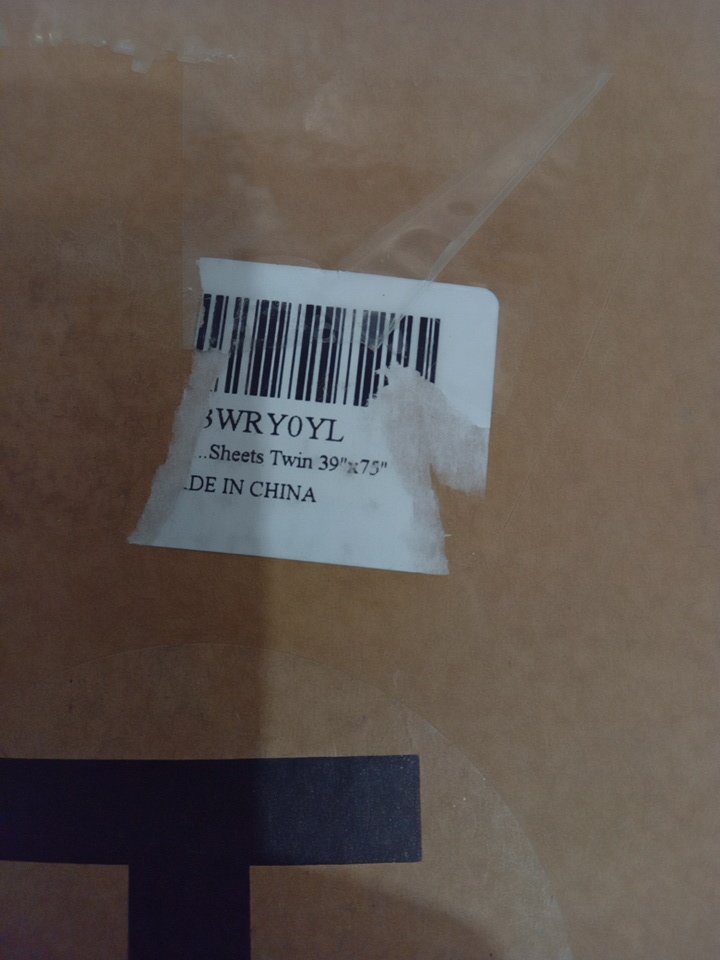 3WRY0YL
...Sheets Twin 39"x75"
DE IN CHINA